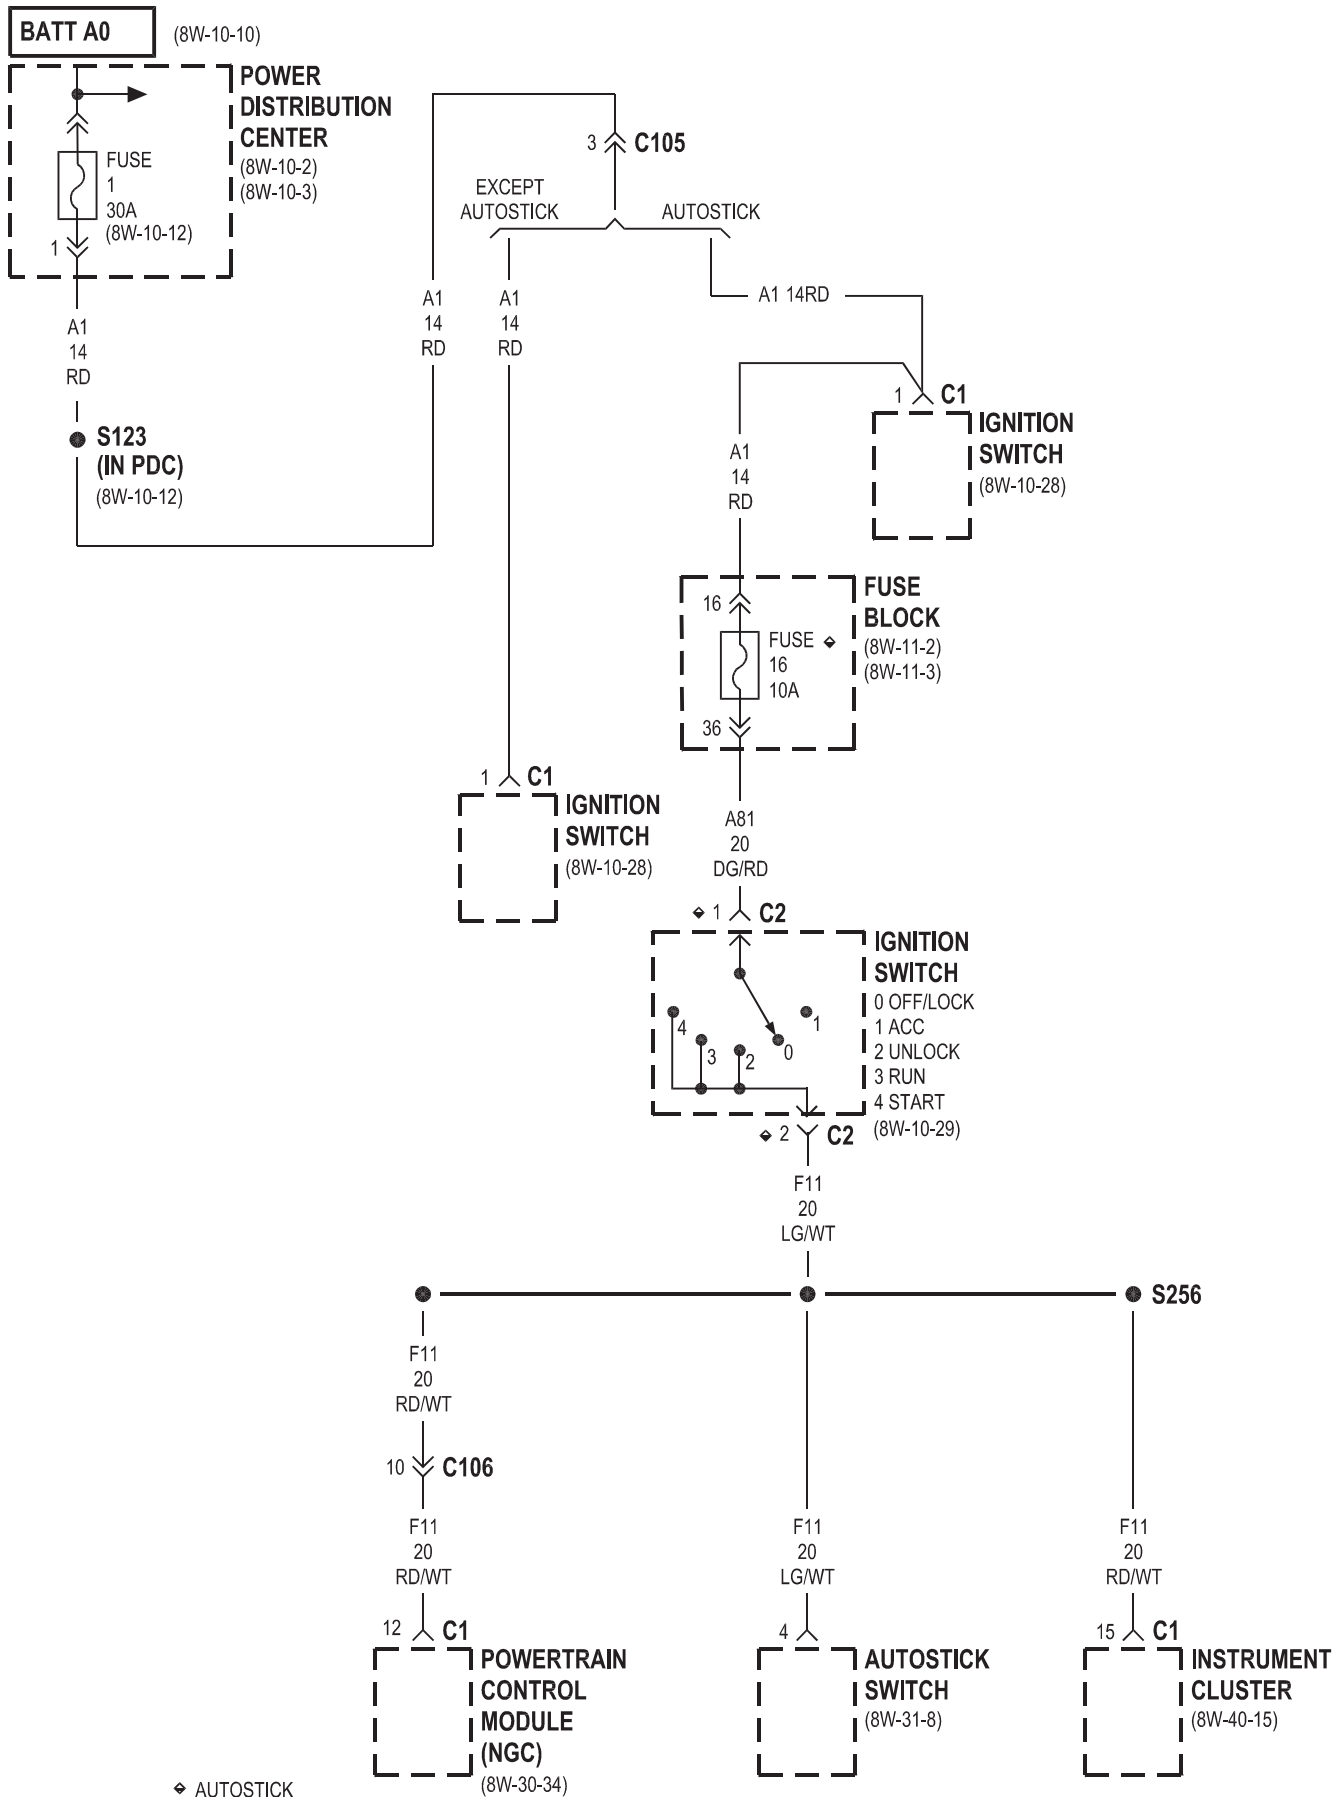 BATT A0
(8W-10-10)
POWER
DISTRIBUTION
CENTER
(8W-10-2)
(8W-10-3)
FUSE
1
30A
(8W-10-12)
1
A1
14
RD
S123
(IN PDC)
(8W-10-12)
A1
14
RD
3 C105
EXCEPT
AUTOSTICK
AUTOSTICK
A1
14
RD
A1 14RD
1 C1
IGNITION
SWITCH
(8W-10-28)
A1
14
RD
16
FUSE
16
10A
36
FUSE
BLOCK
(8W-11-2)
(8W-11-3)
1 C1
IGNITION
SWITCH
(8W-10-28)
A81
20
DG/RD
⬙ 1 C2
4
3
2
0
1
IGNITION
SWITCH
0 OFF/LOCK
1 ACC
2 UNLOCK
3 RUN
4 START
(8W-10-29)
⬙ 2 C2
F11
20
LG/WT
S256
F11
20
RD/WT
10 C106
F11
20
RD/WT
12 C1
POWERTRAIN
CONTROL
MODULE
(NGC)
(8W-30-34)
F11
20
LG/WT
4
AUTOSTICK
SWITCH
(8W-31-8)
F11
20
RD/WT
15 C1
INSTRUMENT
CLUSTER
(8W-40-15)
⬙ AUTOSTICK